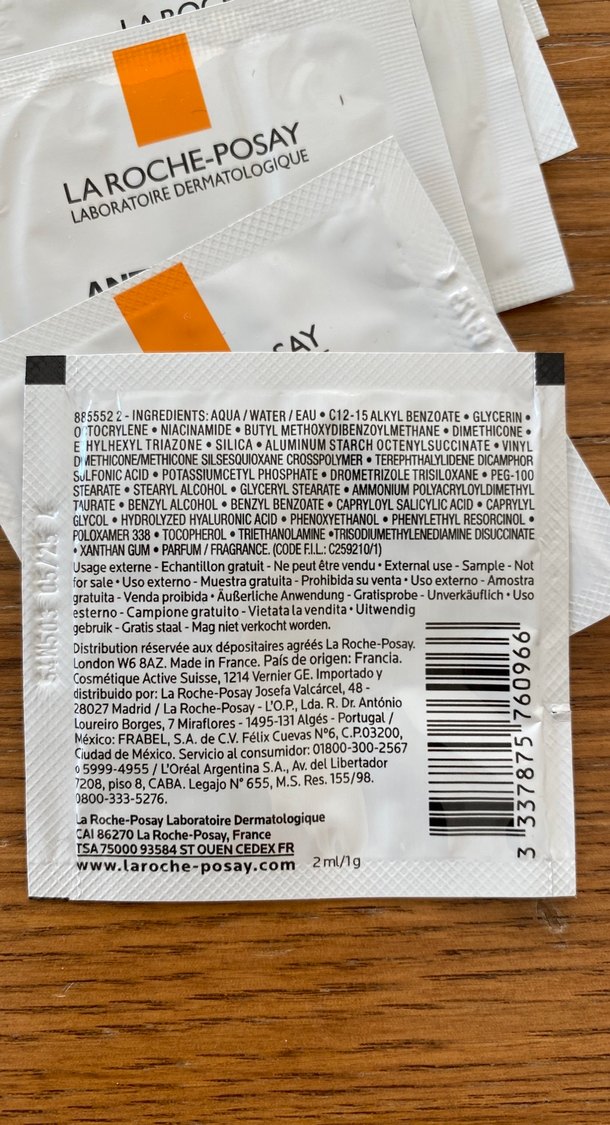 LA ROCHE-POSAY
LABORATOIRE DERMATOLOGIQUE
885552 2 - INGREDIENTS: AQUA / WATER / EAU • C12-15 ALKYL BENZOATE • GLYCERIN •
OCTOCRYLENE • NIACINAMIDE • BUTYL METHOXYDIBENZOYLMETHANE • DIMETHICONE •
ETHYLHEXYL TRIAZONE • SILICA • ALUMINUM STARCH OCTENYLSUCCINATE • VINYL
DIMETHICONE/METHICONE SILSESQUIOXANE CROSSPOLYMER • TEREPHTHALYLIDENE DICAMPHOR
SULFONIC ACID • POTASSIUMCETYL PHOSPHATE • DROMETRIZOLE TRISILOXANE • PEG-100
STEARATE • STEARYL ALCOHOL • GLYCERYL STEARATE • AMMONIUM POLYACRYLOYLDIMETHYL
TAURATE • BENZYL ALCOHOL • BENZYL BENZOATE • CAPRYLOYL SALICYLIC ACID • CAPRYLYL
GLYCOL • HYDROLYZED HYALURONIC ACID • PHENOXYETHANOL • PHENYLETHYL RESORCINOL •
POLOXAMER 338 • TOCOPHEROL • TRIETHANOLAMINE •TRISODIUMETHYLENEDIAMINE DISUCCINATE
• XANTHAN GUM • PARFUM / FRAGRANCE. (CODE F.I.L.: C259210/1)
Usage externe - Echantillon gratuit - Ne peut être vendu • External use - Sample - Not
for sale • Uso externo - Muestra gratuita - Prohibida su venta • Uso externo - Amostra
gratuita - Venda proibida • Äußerliche Anwendung - Gratisprobe - Unverkäuflich • Uso
esterno - Campione gratuito - Vietata la vendita • Uitwendig
gebruik - Gratis staal - Mag niet verkocht worden.
Distribution réservée aux dépositaires agréés La Roche-Posay.
London W6 8AZ. Made in France. País de origen: Francia.
Cosmétique Active Suisse, 1214 Vernier GE. Importado y
distribuido por: La Roche-Posay Josefa Valcárcel, 48 -
28027 Madrid / La Roche-Posay - L'O.P., Lda. R. Dr. António
Loureiro Borges, 7 Miraflores - 1495-131 Algés - Portugal /
México: FRABEL, S.A. de C.V. Félix Cuevas N°6, C.P.03200,
Ciudad de México. Servicio al consumidor: 01800-300-2567
o 5999-4955 / L'Oréal Argentina S.A., Av. del Libertador
7208, piso 8, CABA. Legajo N° 655, M.S. Res. 155/98.
0800-333-5276.
La Roche-Posay Laboratoire Dermatologique
CAI 86270 La Roche-Posay, France
TSA 75000 93584 ST OUEN CEDEX FR
www.laroche-posay.com 2 ml/1 g
3 337875 760966